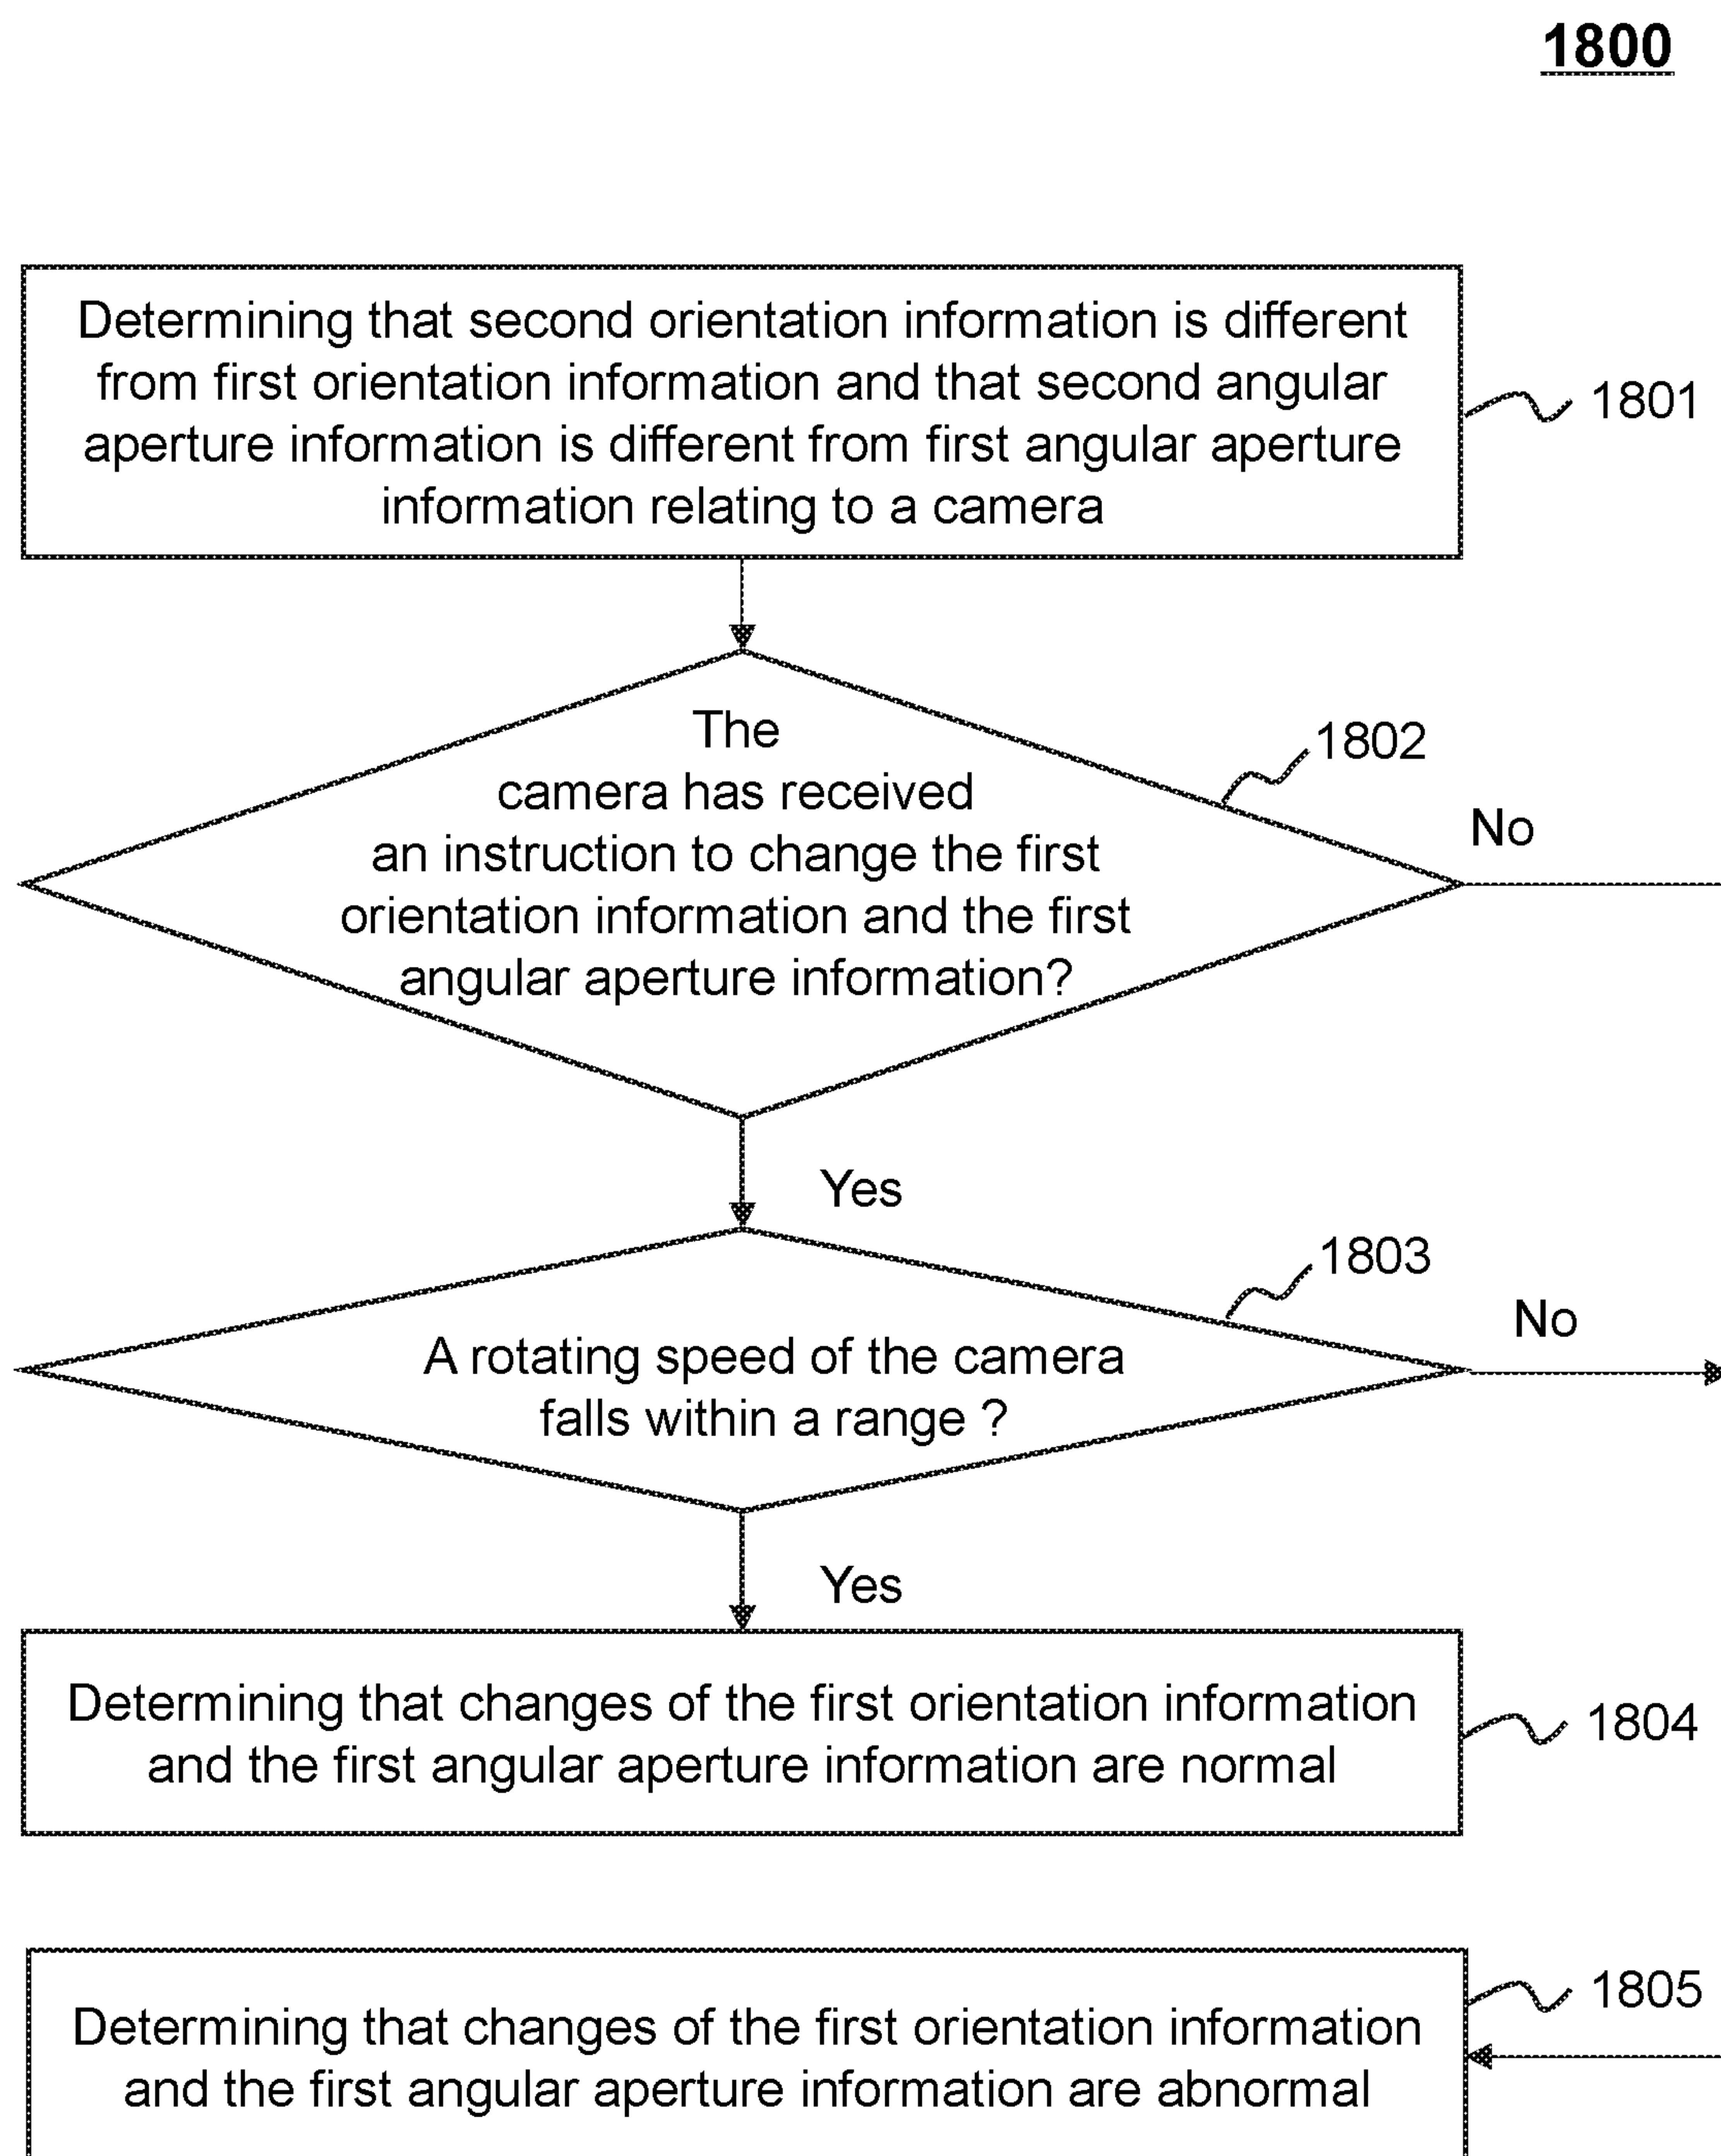 1800
Determining that second orientation information is different
from first orientation information and that second angular
aperture information is different from first angular aperture
information relating to a camera
1801
The
camera has received
an instruction to change the first
orientation information and the first
angular aperture information?
1802
No
Yes
1803
A rotating speed of the camera
falls within a range ?
No
Yes
Determining that changes of the first orientation information
and the first angular aperture information are normal
1804
Determining that changes of the first orientation information
and the first angular aperture information are abnormal
1805